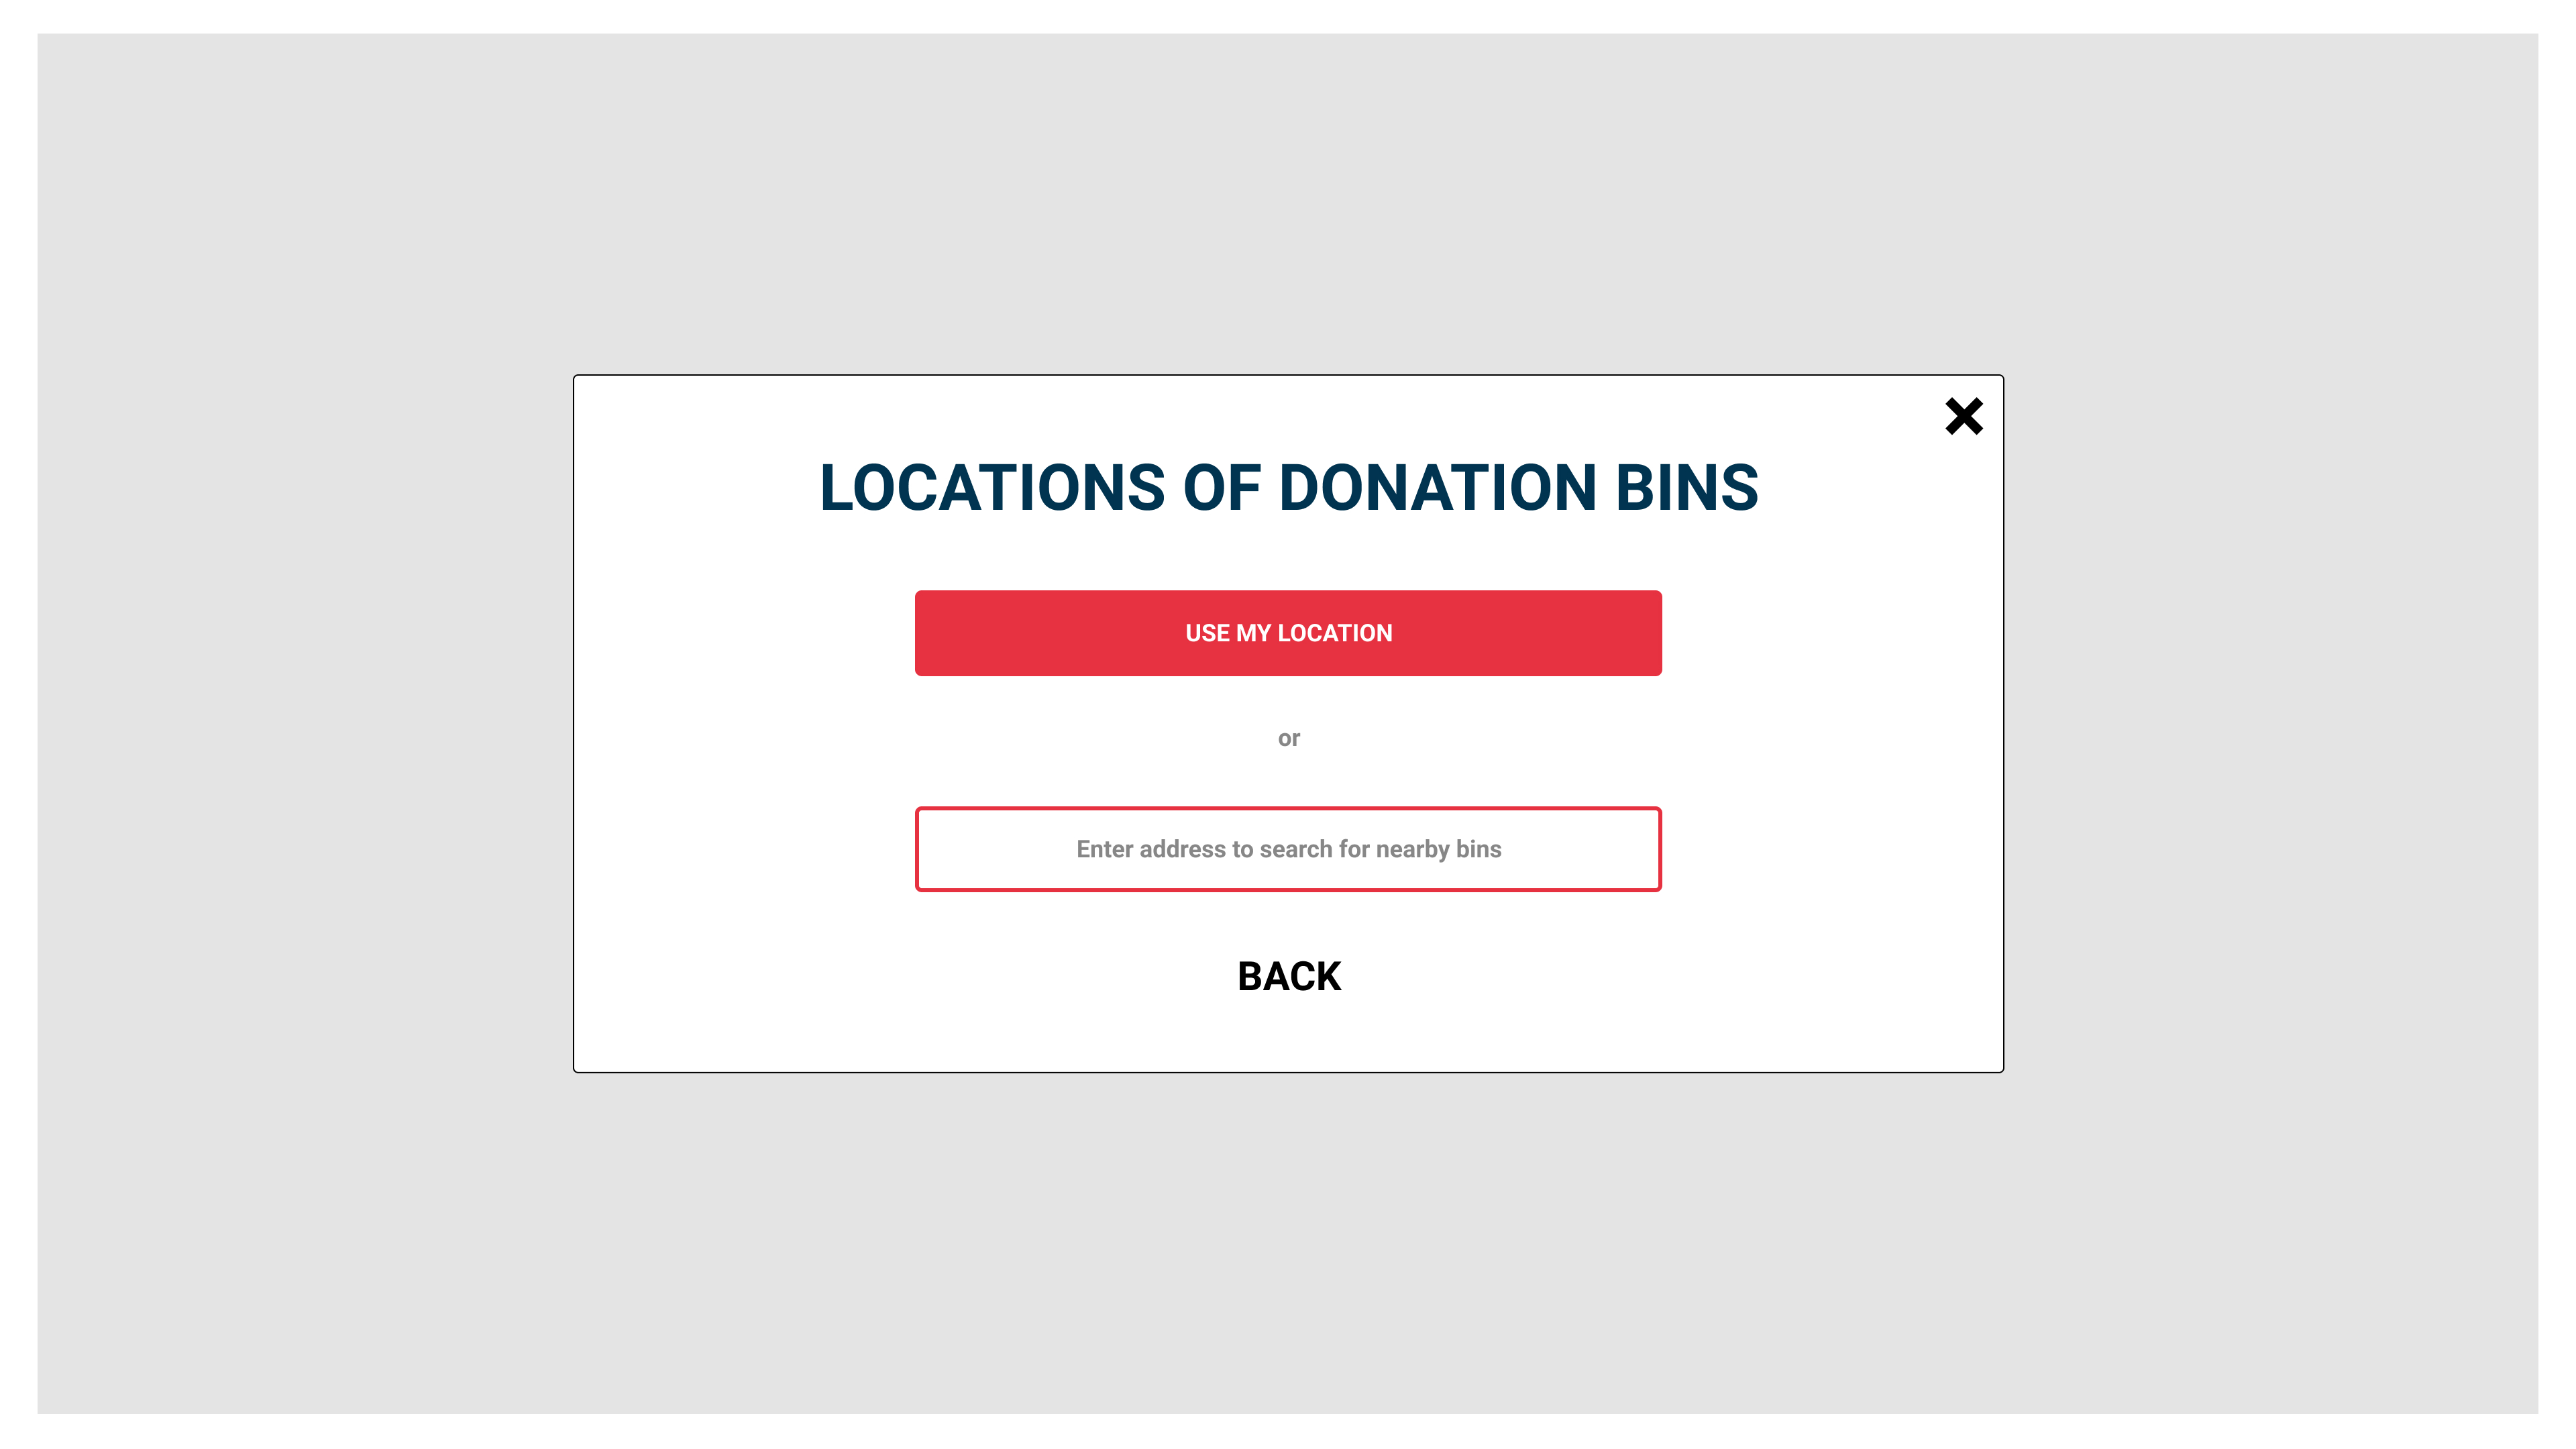 LOCATIONS OF DONATION BINS
USE MY LOCATION
or
Enter address to search for nearby bins
BACK